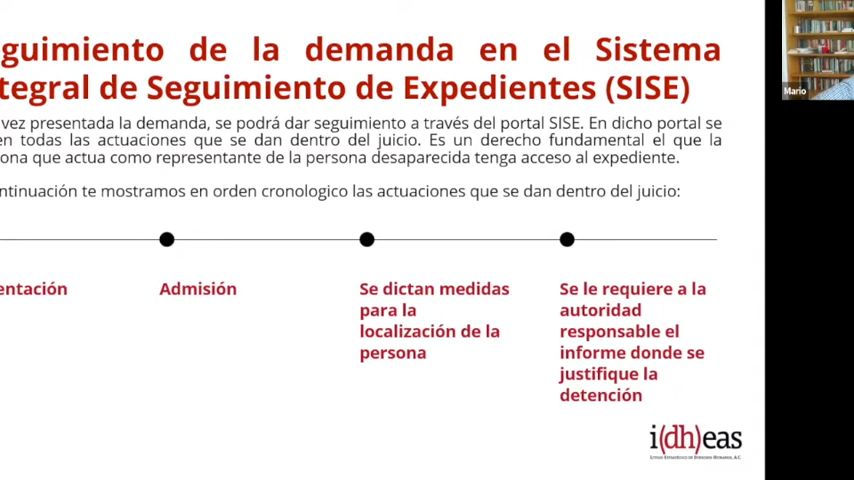 guimiento de la demanda en el Sistema
tegral de Seguimiento de Expedientes (SISE)
vez presentada la demanda, se podrá dar seguimiento a través del portal SISE. En dicho portal se
en todas las actuaciones que se dan dentro del juicio. Es un derecho fundamental el que la
ona que actua como representante de la persona desaparecida tenga acceso al expediente.
ntinuación te mostramos en orden cronologico las actuaciones que se dan dentro del juicio:
entación
Admisión
Se dictan medidas
para la
localización de la
persona
Se le requiere a la
autoridad
responsable el
informe donde se
justifique la
detención
i(dh)eas
Litigio Estratégico en Derechos Humanos, A.C.
Mario